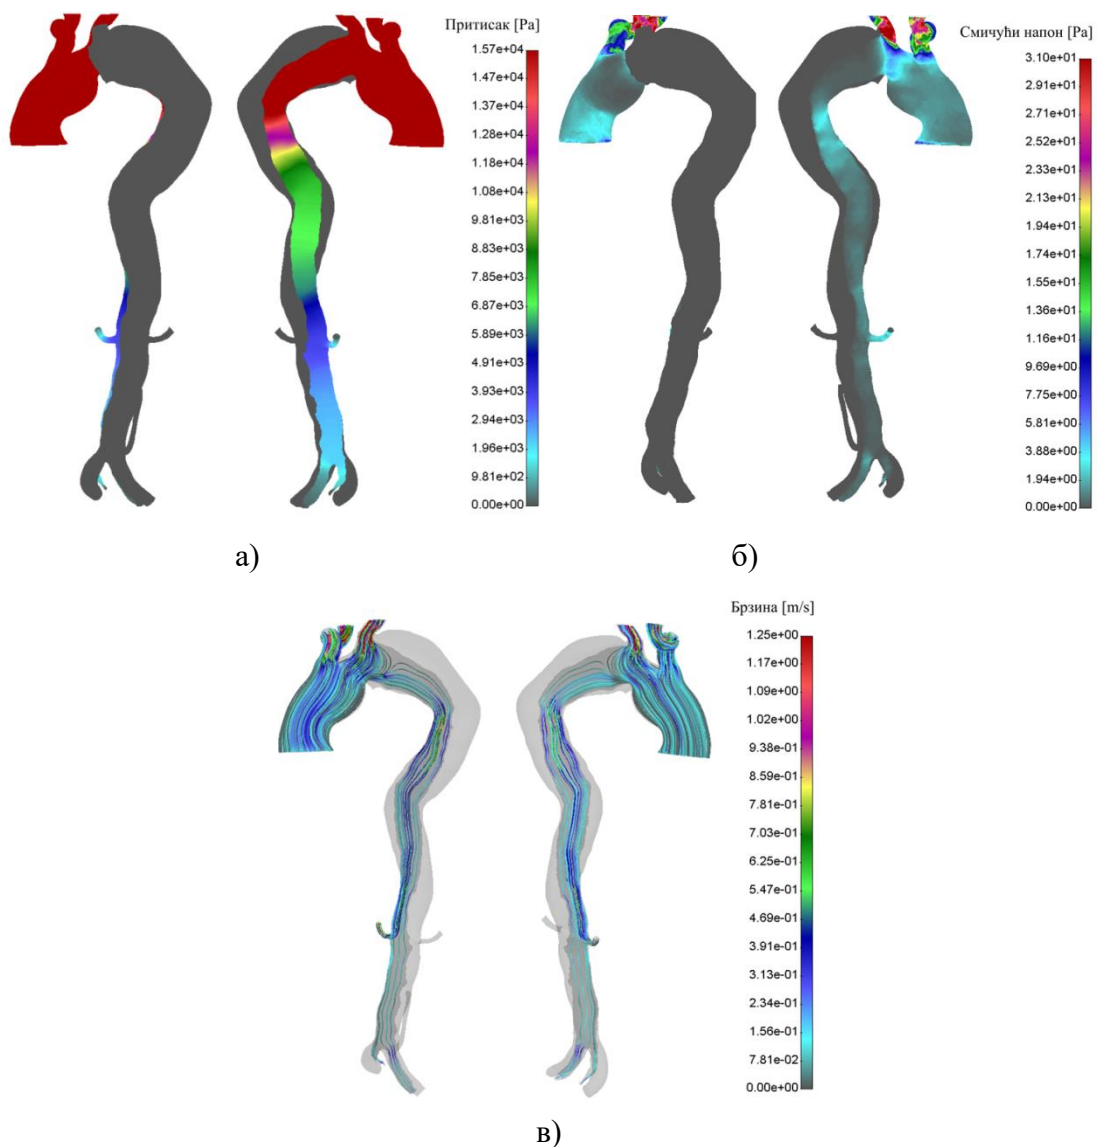 Притисак [Pa]
1.57e+04
1.47e+04
1.37e+04
1.28e+04
1.18e+04
1.08e+04
9.81e+03
8.83e+03
7.85e+03
6.87e+03
5.89e+03
4.91e+03
3.93e+03
2.94e+03
1.96e+03
9.81e+02
0.00e+00
а)
Смичући напон [Pa]
3.10e+01
2.91e+01
2.71e+01
2.52e+01
2.33e+01
2.13e+01
1.94e+01
1.74e+01
1.55e+01
1.36e+01
1.16e+01
9.69e+00
7.75e+00
5.81e+00
3.88e+00
1.94e+00
0.00e+00
б)
Брзина [m/s]
1.25e+00
1.17e+00
1.09e+00
1.02e+00
9.38e-01
8.59e-01
7.81e-01
7.03e-01
6.25e-01
5.47e-01
4.69e-01
3.91e-01
3.13e-01
2.34e-01
1.56e-01
7.81e-02
0.00e+00
в)